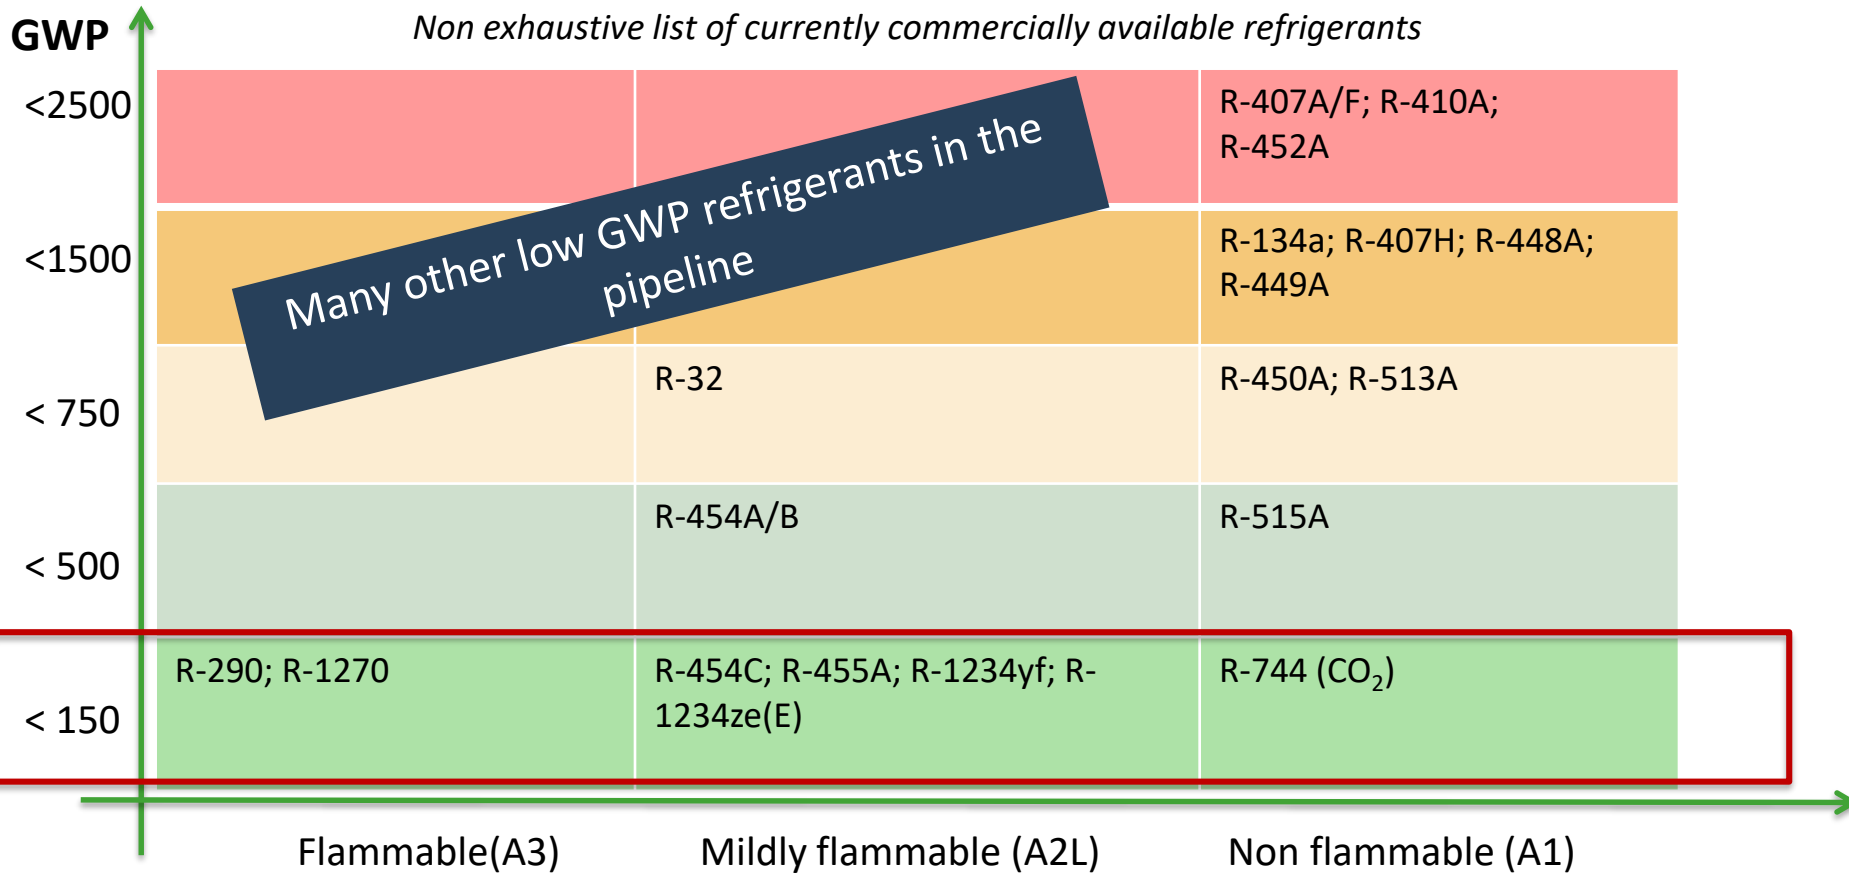 GWP
Non exhaustive list of currently commercially available refrigerants
<2500
R-407A/F; R-410A;
R-452A
Many other low GWP refrigerants in the
pipeline
<1500
R-134a; R-407H; R-448A;
R-449A
< 750
R-32
R-450A; R-513A
< 500
R-454A/B
R-515A
< 150
R-290; R-1270
R-454C; R-455A; R-1234yf; R-
1234ze(E)
R-744 (CO₂)
Flammable(A3)
Mildly flammable (A2L)
Non flammable (A1)